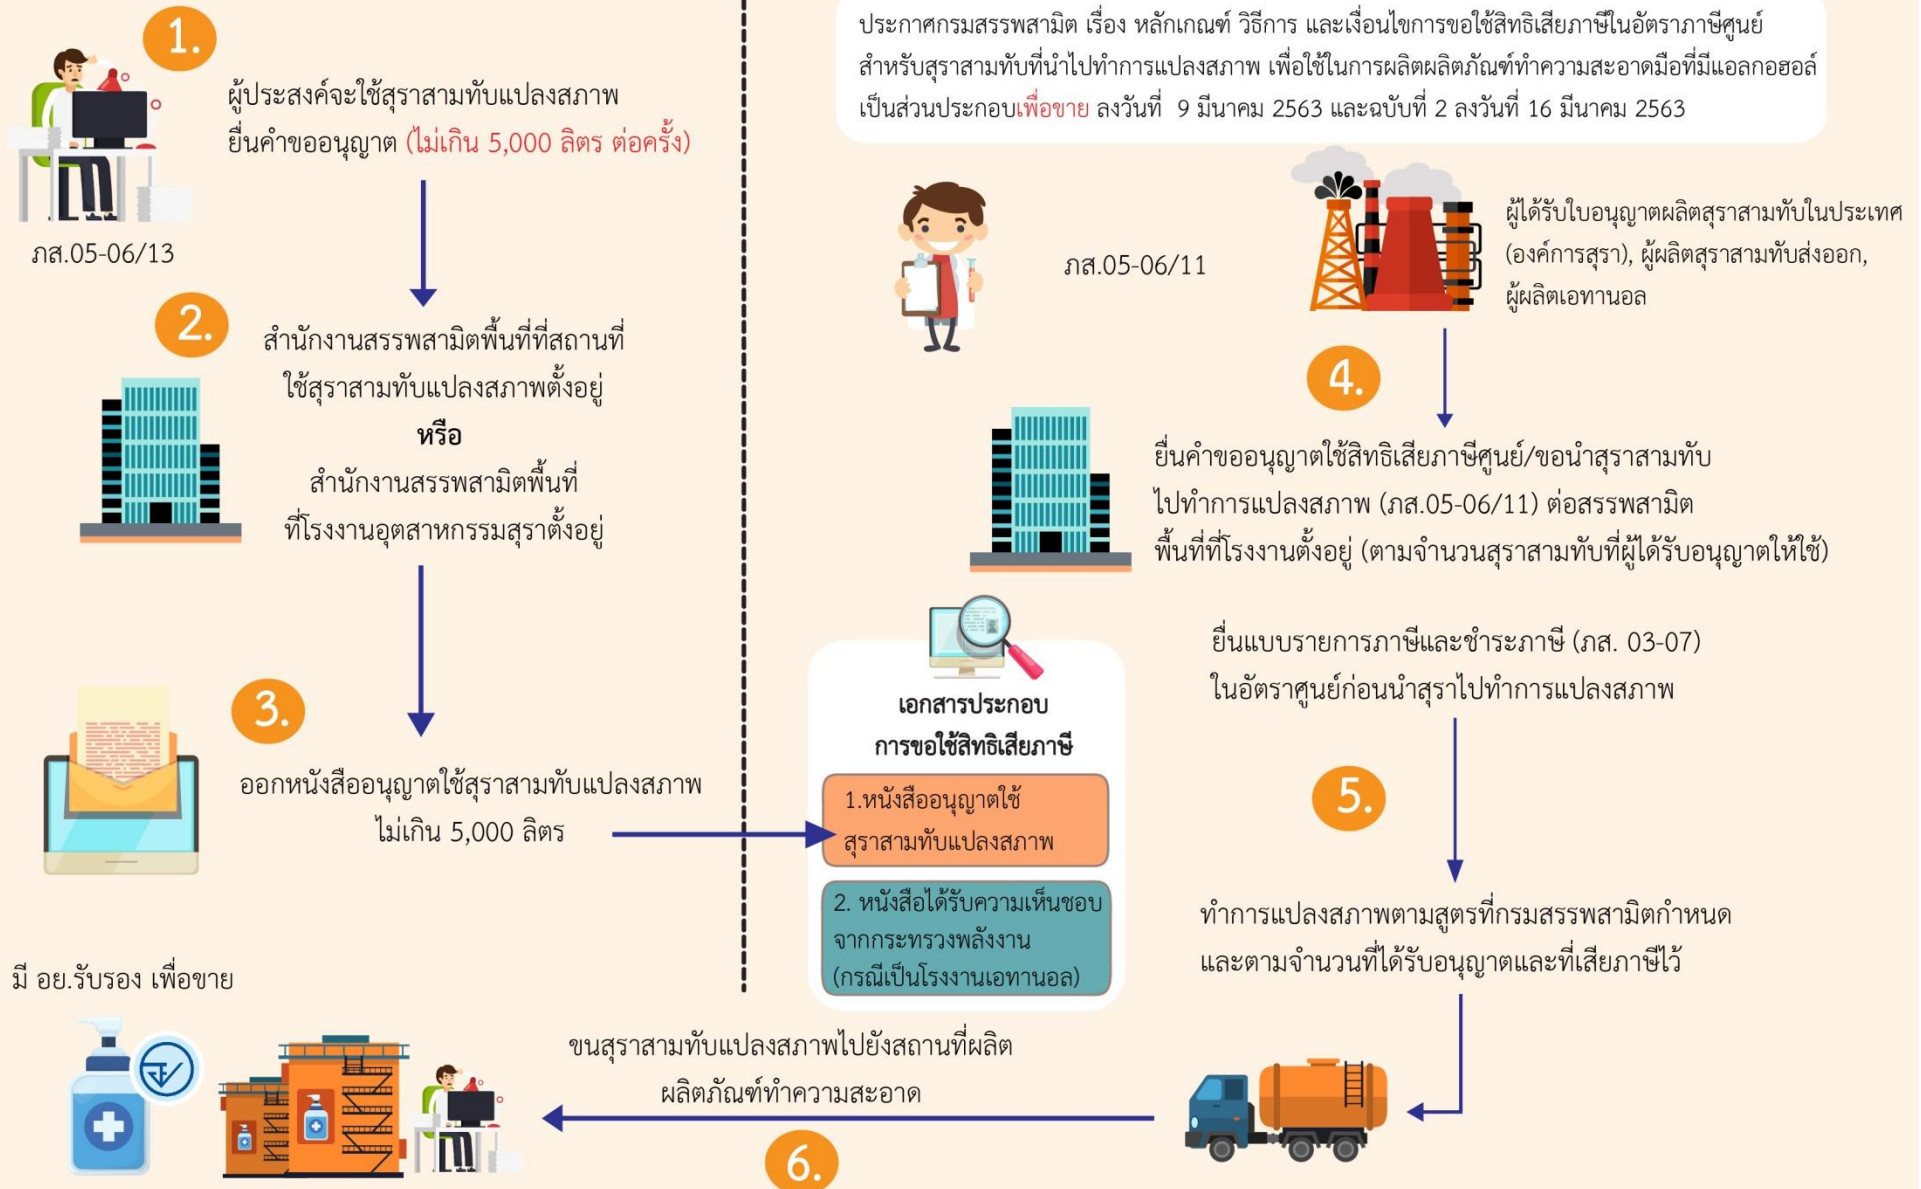 1.
ผู้ประสงค์จะใช้สุราสามทับแปลงสภาพ
ยื่นคำขออนุญาต (ไม่เกิน 5,000 ลิตร ต่อครั้ง)
ภส.05-06/13
2.
สำนักงานสรรพสามิตพื้นที่ที่สถานที่
ใช้สุราสามทับแปลงสภาพตั้งอยู่
หรือ
สำนักงานสรรพสามิตพื้นที่
ที่โรงงานอุตสาหกรรมสุราตั้งอยู่
3.
ออกหนังสืออนุญาตใช้สุราสามทับแปลงสภาพ
ไม่เกิน 5,000 ลิตร
ประกาศกรมสรรพสามิต เรื่อง หลักเกณฑ์ วิธีการ และเงื่อนไขการขอใช้สิทธิเสียภาษีในอัตราภาษีศูนย์
สำหรับสุราสามทับที่นำไปทำการแปลงสภาพ เพื่อใช้ในการผลิตผลิตภัณฑ์ทำความสะอาดมือที่มีแอลกอฮอล์
เป็นส่วนประกอบเพื่อขาย ลงวันที่ 9 มีนาคม 2563 และฉบับที่ 2 ลงวันที่ 16 มีนาคม 2563
ภส.05-06/11
ผู้ได้รับใบอนุญาตผลิตสุราสามทับในประเทศ
(องค์การสุรา), ผู้ผลิตสุราสามทับส่งออก,
ผู้ผลิตเอทานอล
4.
ยื่นคำขออนุญาตใช้สิทธิเสียภาษีศูนย์/ขอนำสุราสามทับ
ไปทำการแปลงสภาพ (ภส.05-06/11) ต่อสรรพสามิต
พื้นที่ที่โรงงานตั้งอยู่ (ตามจำนวนสุราสามทับที่ผู้ได้รับอนุญาตให้ใช้)
เอกสารประกอบ
การขอใช้สิทธิเสียภาษี
1.หนังสืออนุญาตใช้
สุราสามทับแปลงสภาพ
2. หนังสือได้รับความเห็นชอบ
จากกระทรวงพลังงาน
(กรณีเป็นโรงงานเอทานอล)
ยื่นแบบรายการภาษีและชำระภาษี (ภส. 03-07)
ในอัตราศูนย์ก่อนนำสุราไปทำการแปลงสภาพ
5.
ทำการแปลงสภาพตามสูตรที่กรมสรรพสามิตกำหนด
และตามจำนวนที่ได้รับอนุญาตและที่เสียภาษีไว้
ขนสุราสามทับแปลงสภาพไปยังสถานที่ผลิต
ผลิตภัณฑ์ทำความสะอาด
6.
มี อย.รับรอง เพื่อขาย